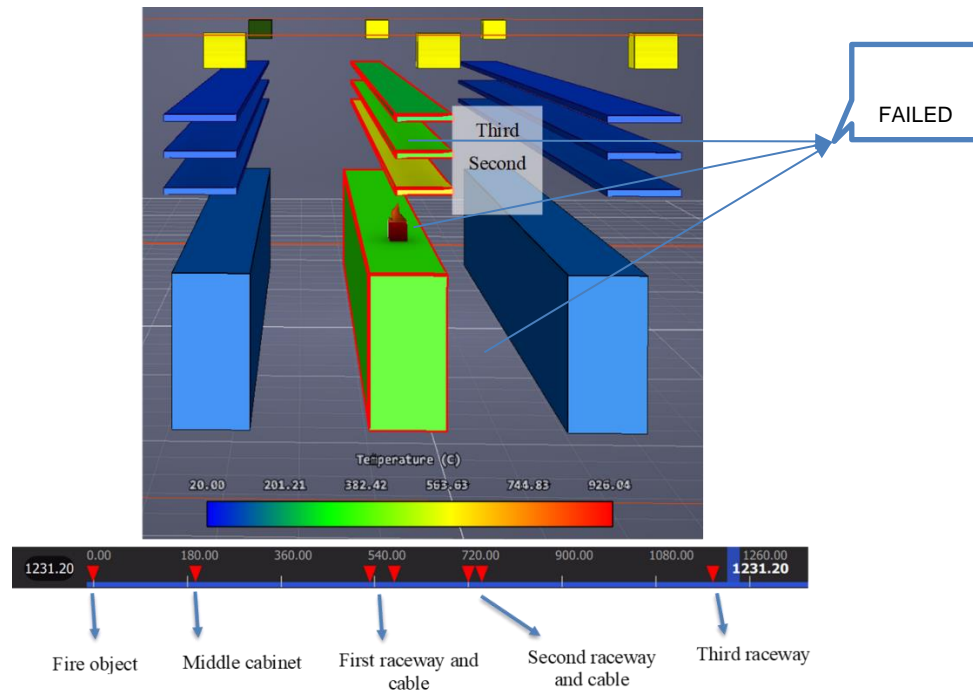 Third
Second
FAILED
Temperature (C)
20.00 201.21 382.42 563.63 744.83 926.04
1231.20
0.00 180.00 360.00 540.00 720.00 900.00 1080.00 1260.00
1231.20
Fire object
Middle cabinet
First raceway and
cable
Second raceway
and cable
Third raceway